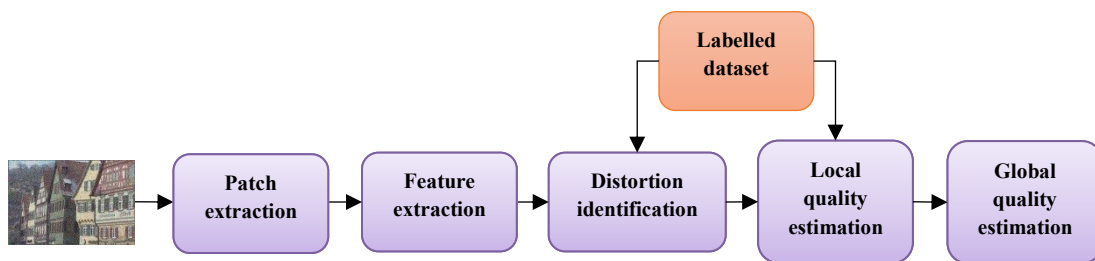 Labelled
dataset
Patch
extraction
Feature
extraction
Distortion
identification
Local
quality
estimation
Global
quality
estimation